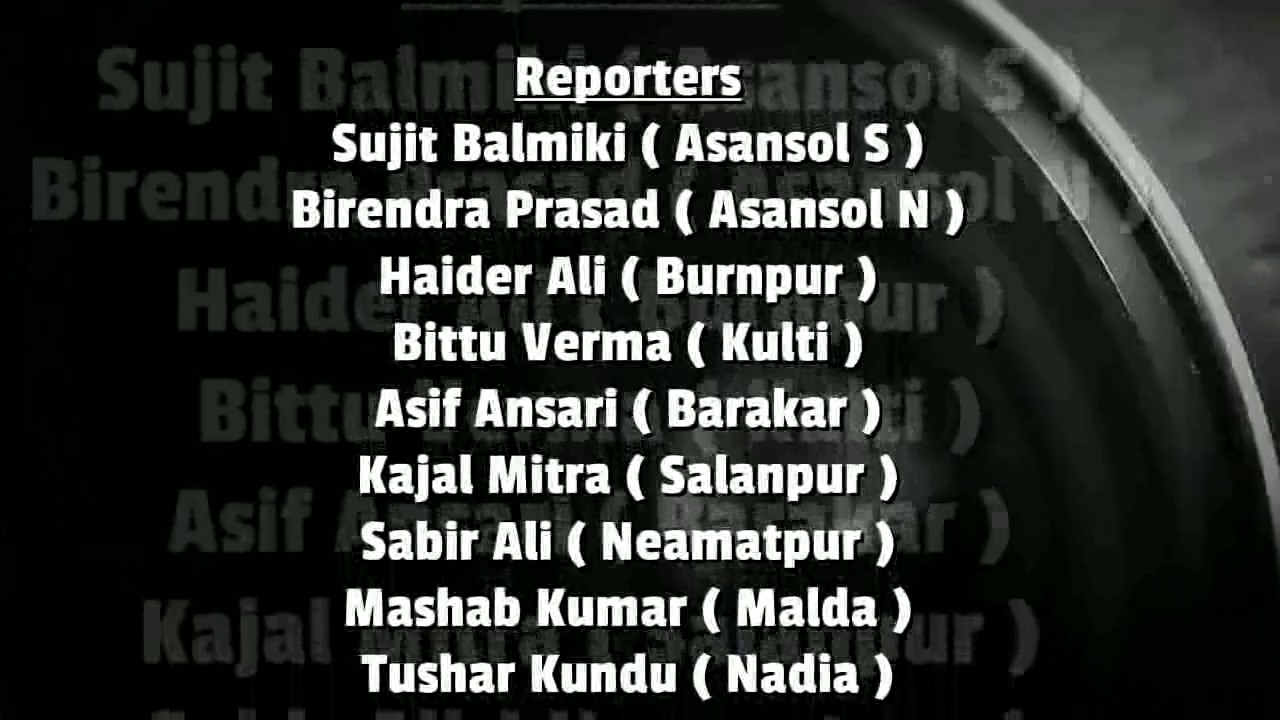 Reporters
Sujit Balmiki ( Asansol S )
Birendra Prasad ( Asansol N )
Haider Ali ( Burnpur )
Bittu Verma ( Kulti )
Asif Ansari ( Barakar )
Kajal Mitra ( Salanpur )
Sabir Ali ( Neamatpur )
Mashab Kumar ( Malda )
Tushar Kundu ( Nadia )